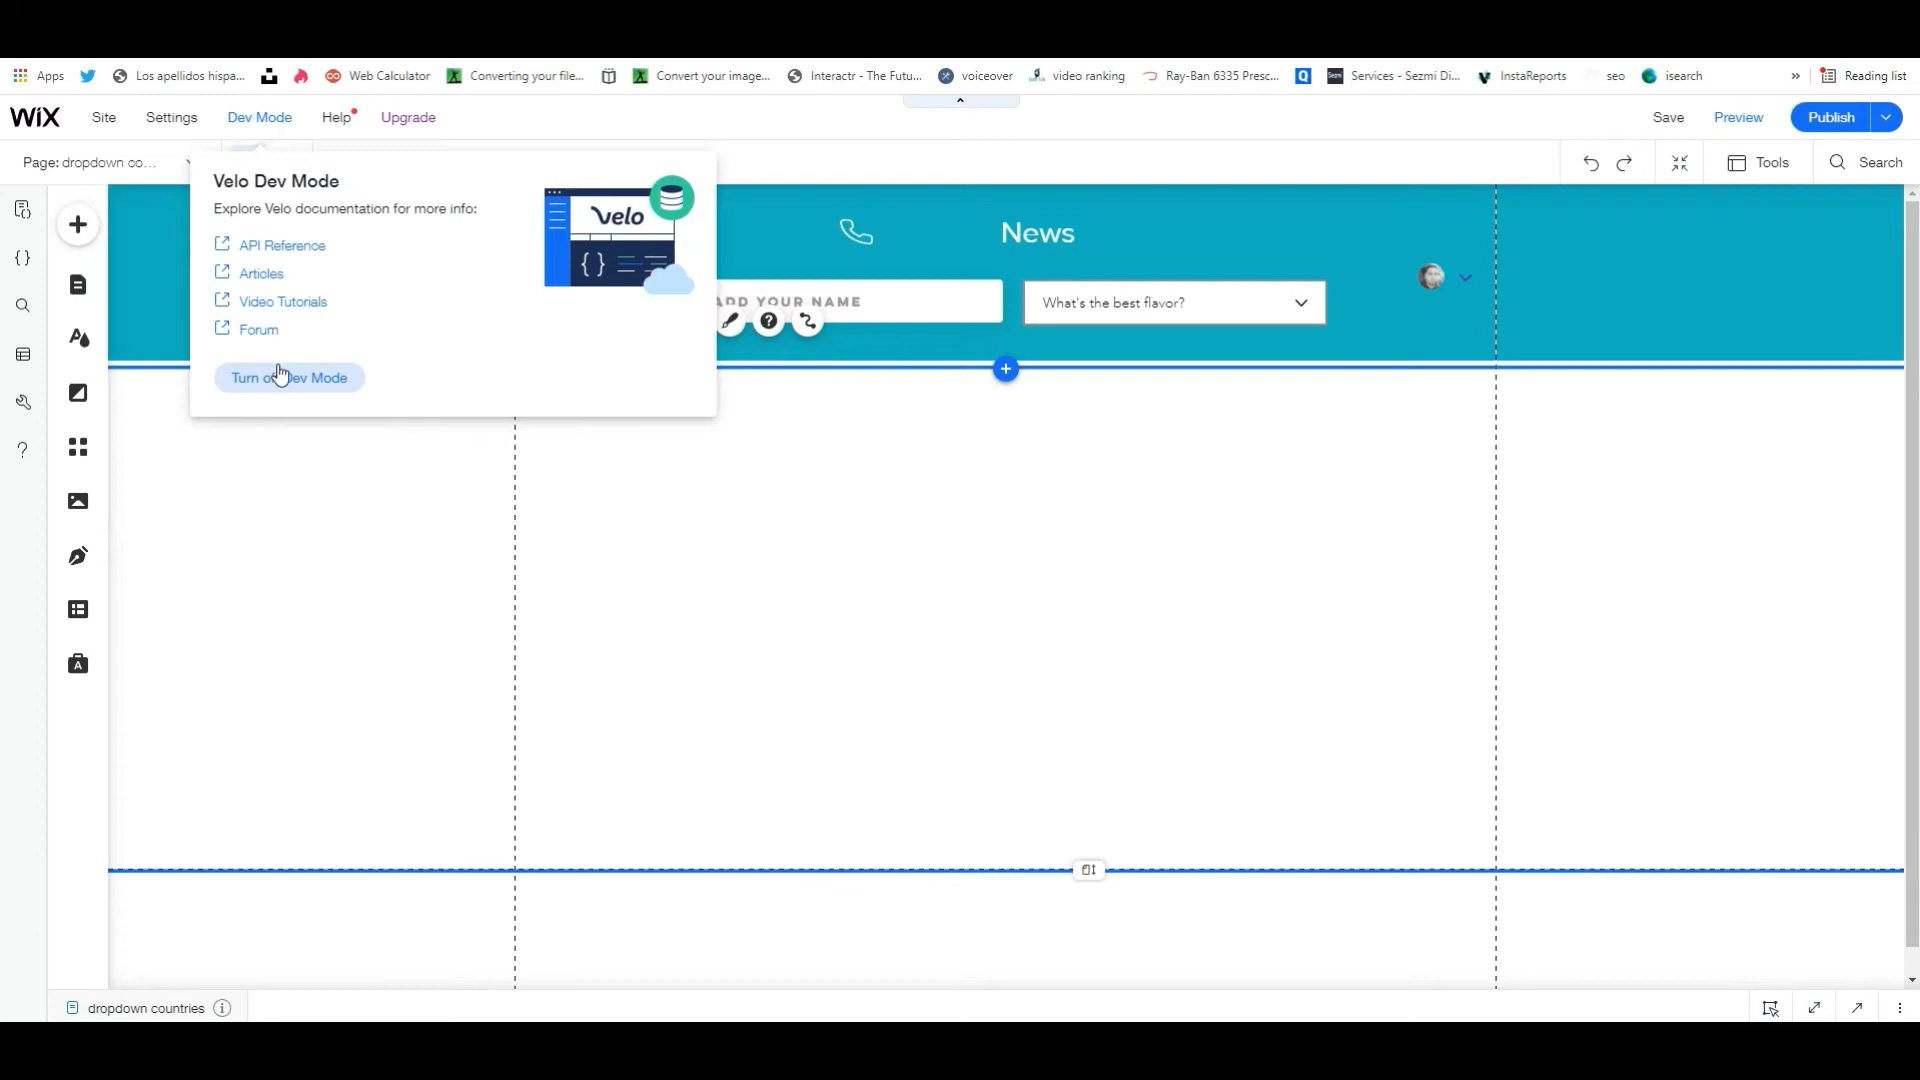 Apps Los apellidos hispa... Web Calculator Converting your file... Convert your image... Interactr - The Futu... voiceover video ranking Ray-Ban 6335 Presc... Q Sezmi Services - Sezmi Di... InstaReports seo isearch » Reading list
WiX Site Settings Dev Mode Help Upgrade Save Preview Publish
Page: dropdown co... Tools Search
Velo Dev Mode
Explore Velo documentation for more info:
velo
{ }
API Reference
Articles
Video Tutorials
Forum
Dev Mode
News
ADD YOUR NAME
What's the best flavor?
dropdown countries